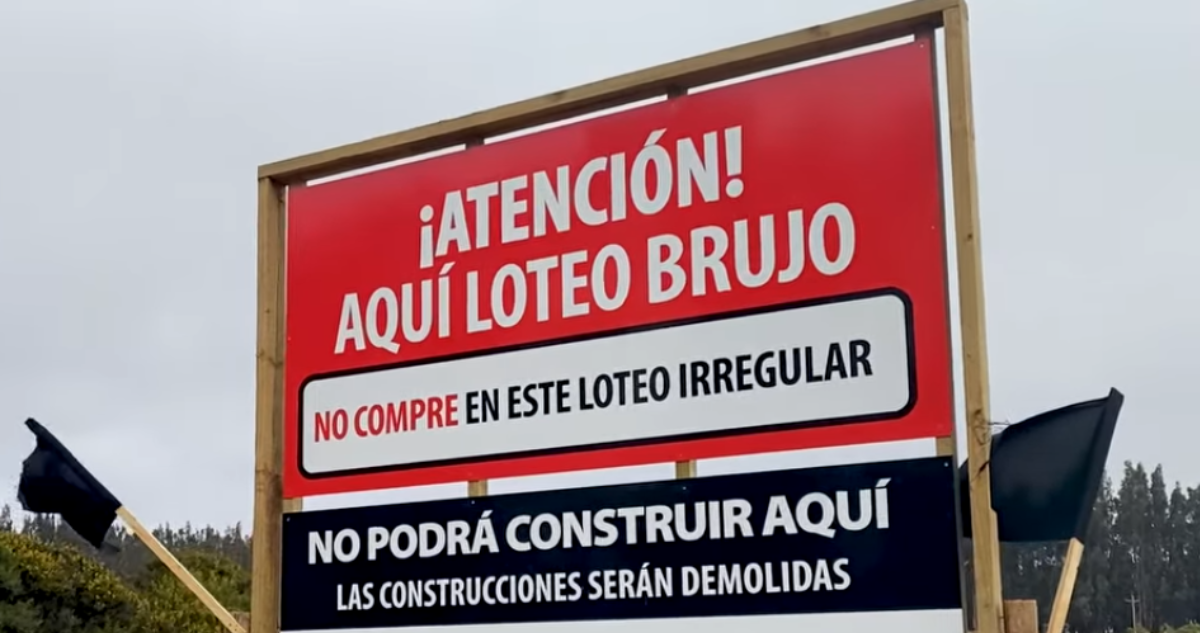 ¡ATENCIÓN!
AQUÍ LOTEO BRUJO
NO COMPRE EN ESTE LOTEO IRREGULAR
NO PODRÁ CONSTRUIR AQUÍ
LAS CONSTRUCCIONES SERÁN DEMOLIDAS